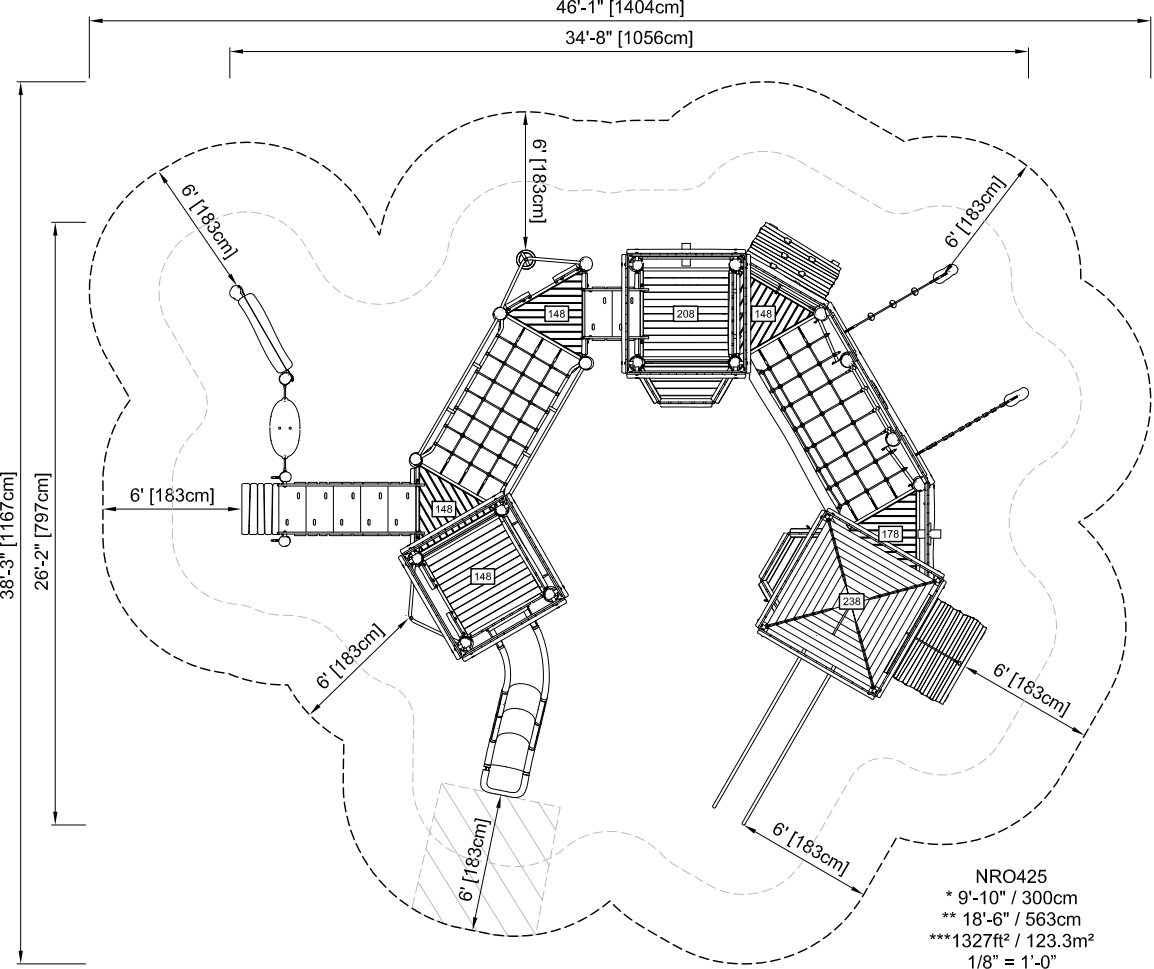 46'-1" [1404cm]
34'-8" [1056cm]
6' [183cm]
6' [183cm]
6' [183cm]
148
208
148
38'-3" [1167cm]
26'-2" [797cm]
6' [183cm]
148
178
148
238
6' [183cm]
6' [183cm]
6' [183cm]
6' [183cm]
NRO425
* 9'-10" / 300cm
** 18'-6" / 563cm
***1327ft² / 123.3m²
1/8” = 1’-0”